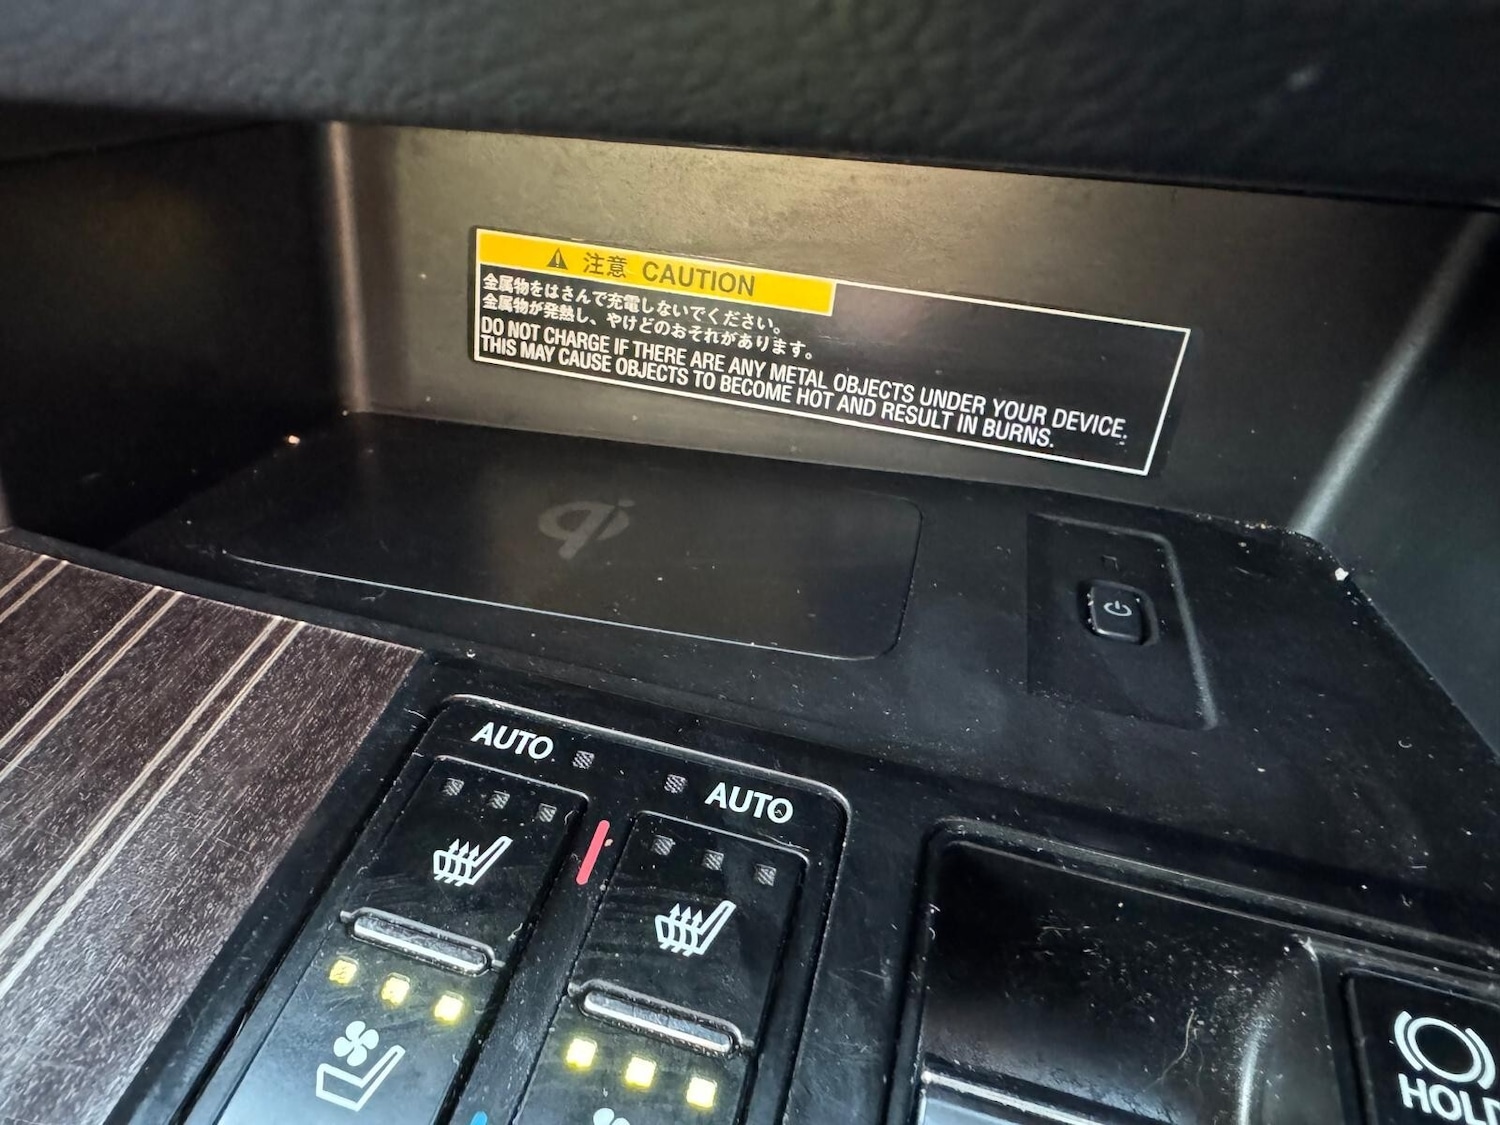 注意 CAUTION
金属物をはさんで充電しないでください。
金属物が発熱し、やけどのおそれがあります。
DO NOT CHARGE IF THERE ARE ANY METAL OBJECTS UNDER YOUR DEVICE.
THIS MAY CAUSE OBJECTS TO BECOME HOT AND RESULT IN BURNS.
qi
AUTO
AUTO
HOLD